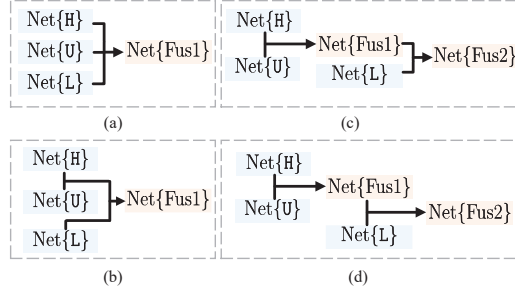 Net{H}
Net{U}
Net{L}
Net{Fus1}
(a)
Net{H}
Net{U}
Net{Fus1}
Net{L}
Net{Fus2}
(c)
Net{H}
Net{U}
Net{L}
Net{Fus1}
(b)
Net{H}
Net{U}
Net{Fus1}
Net{L}
Net{Fus2}
(d)